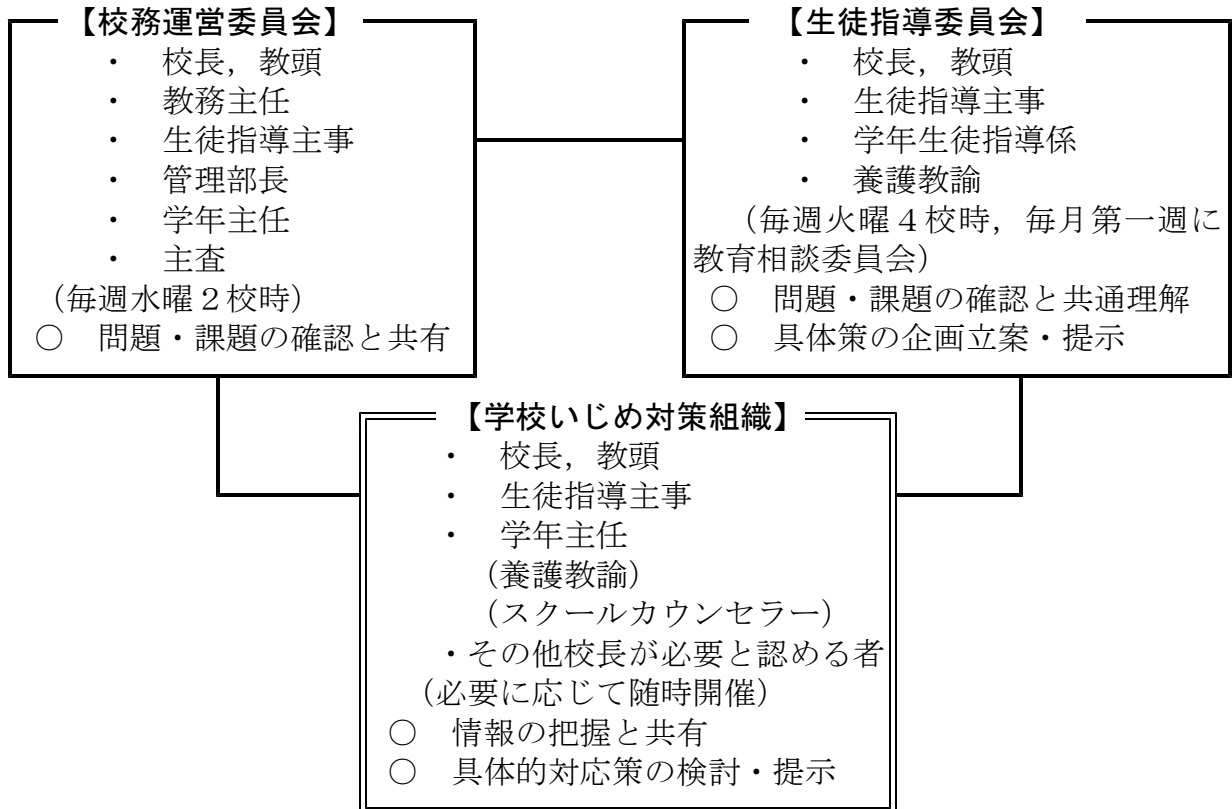 【校務運営委員会】
・ 校長，教頭
・ 教務主任
・ 生徒指導主事
・ 管理部長
・ 学年主任
・ 主査
（毎週水曜２校時）
○ 問題・課題の確認と共有
【生徒指導委員会】
・ 校長，教頭
・ 生徒指導主事
・ 学年生徒指導係
・ 養護教諭
（毎週火曜４校時，毎月第一週に
教育相談委員会）
○ 問題・課題の確認と共通理解
○ 具体策の企画立案・提示
【学校いじめ対策組織】
・ 校長，教頭
・ 生徒指導主事
・ 学年主任
（養護教諭）
（スクールカウンセラー）
・その他校長が必要と認める者
（必要に応じて随時開催）
○ 情報の把握と共有
○ 具体的対応策の検討・提示